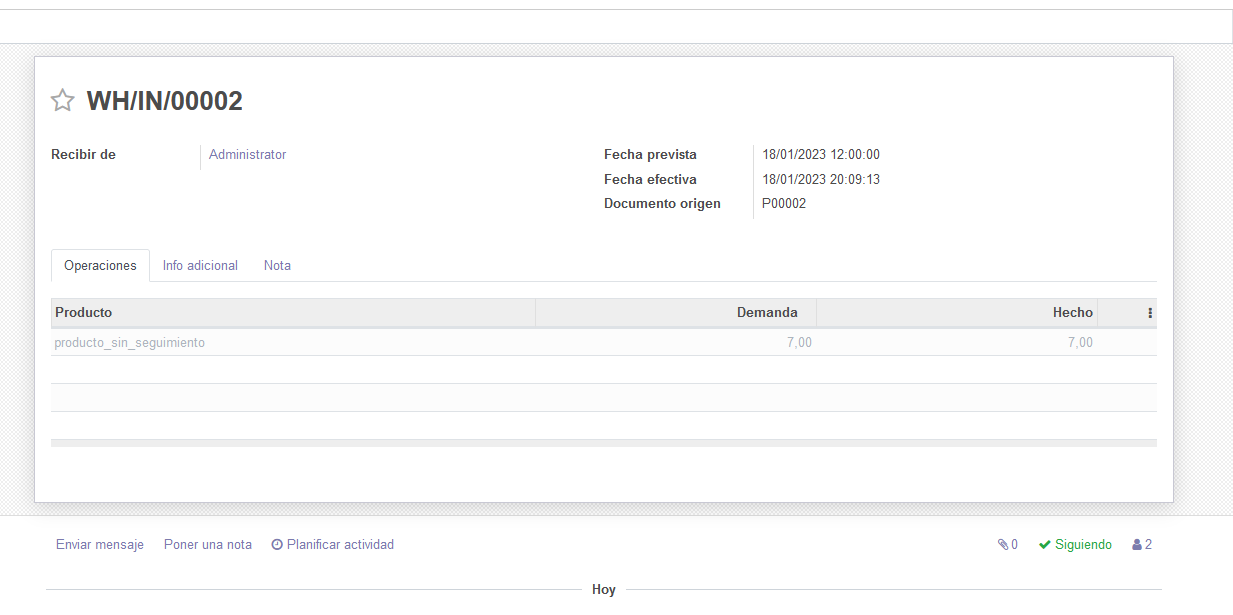 WH/IN/00002
Recibir de Administrator Fecha prevista 18/01/2023 12:00:00
Fecha efectiva 18/01/2023 20:09:13
Documento origen P00002
Operaciones Info adicional Nota
Producto Demanda Hecho
producto_sin_seguimiento 7,00 7,00
Enviar mensaje Poner una nota Planificar actividad 0 Siguiendo 2
Hoy